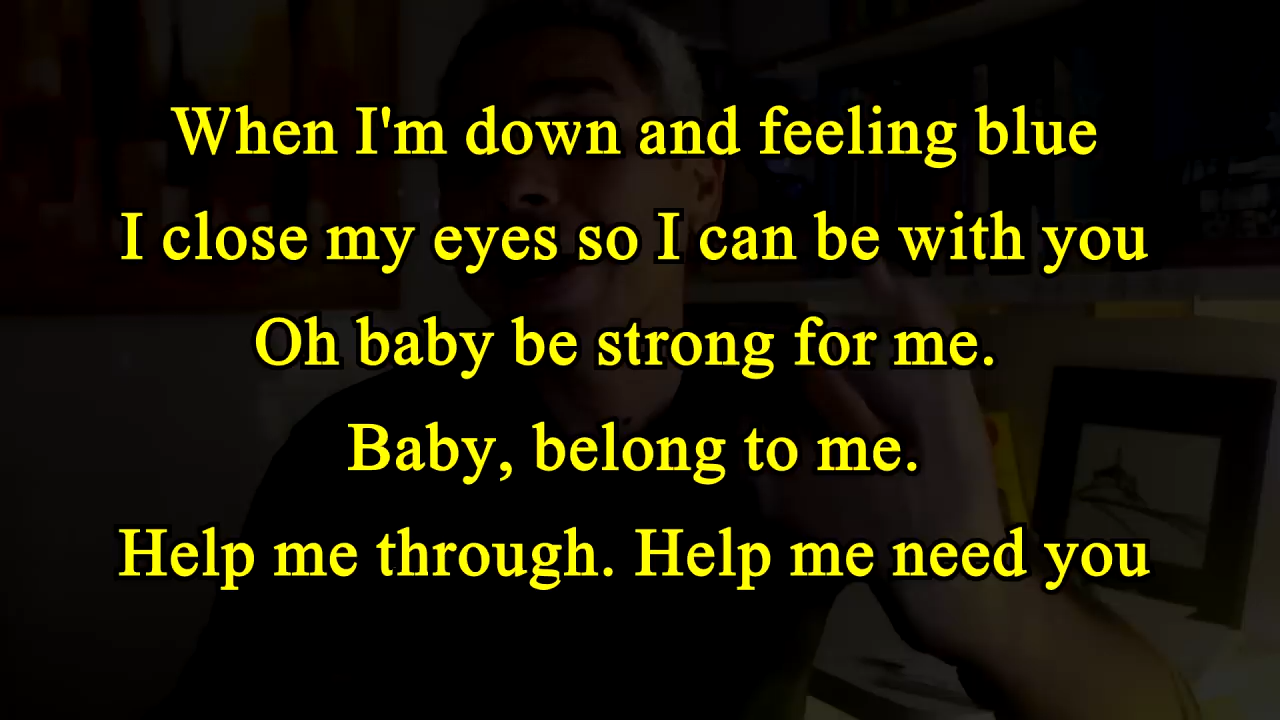 When I'm down and feeling blue
I close my eyes so I can be with you
Oh baby be strong for me.
Baby, belong to me.
Help me through. Help me need you